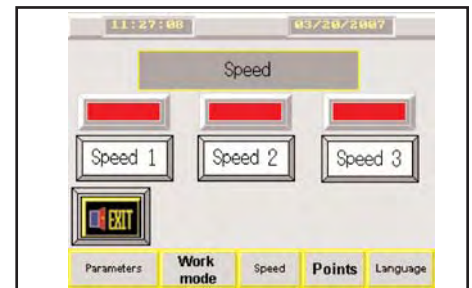 11:27:08 03/20/2007
Speed
Speed 1 Speed 2 Speed 3
EXIT
Parameters Work mode Speed Points Language